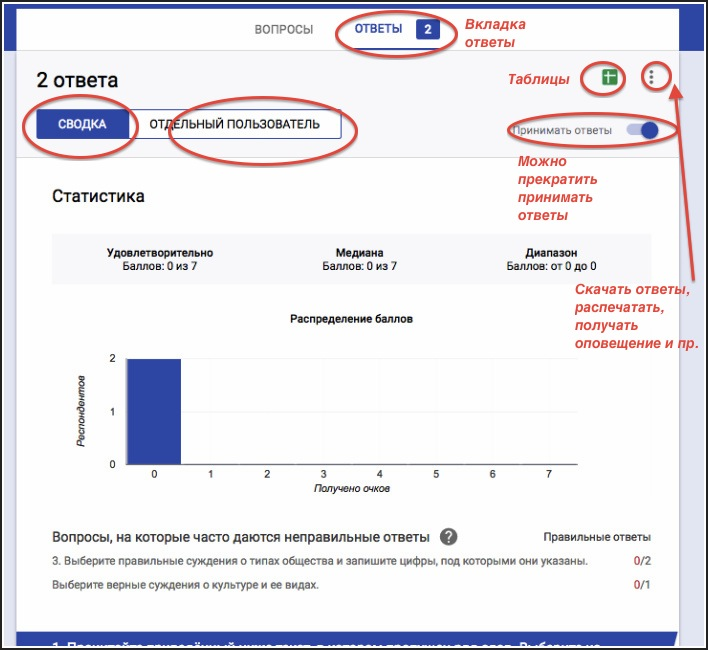 ВОПРОСЫ
ОТВЕТЫ 2
Вкладка
ответы
2 ответа
Таблицы
СВОДКА
ОТДЕЛЬНЫЙ ПОЛЬЗОВАТЕЛЬ
Принимать ответы
Можно
прекратить
принимать
ответы
Статистика
Удовлетворительно
Баллов: 0 из 7
Медиана
Баллов: 0 из 7
Диапазон
Баллов: от 0 до 0
Скачать ответы,
распечатать,
получать
оповещение и пр.
Распределение баллов
Респондентов
2
1
0
0 1 2 3 4 5 6 7
Получено очков
Вопросы, на которые часто даются неправильные ответы ?
Правильные ответы
3. Выберите правильные суждения о типах общества и запишите цифры, под которыми они указаны. 0/2
Выберите верные суждения о культуре и ее видах. 0/1